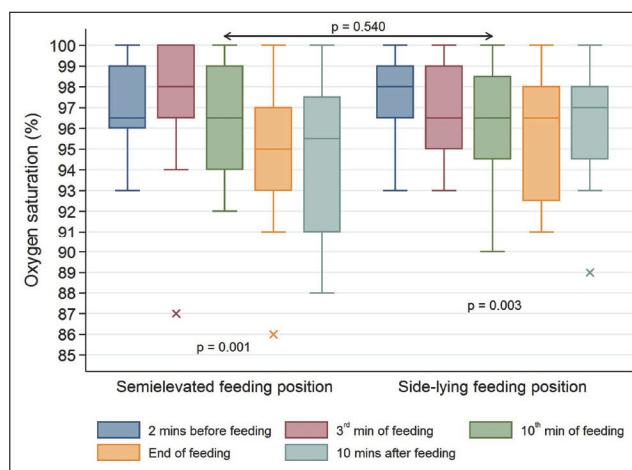 p = 0.540
Oxygen saturation (%)
100
99
98
97
96
95
94
93
92
91
90
89
88
87
86
85
p = 0.003
p = 0.001
Semielevated feeding position Side-lying feeding position
2 mins before feeding 3rd min of feeding 10th min of feeding
End of feeding 10 mins after feeding